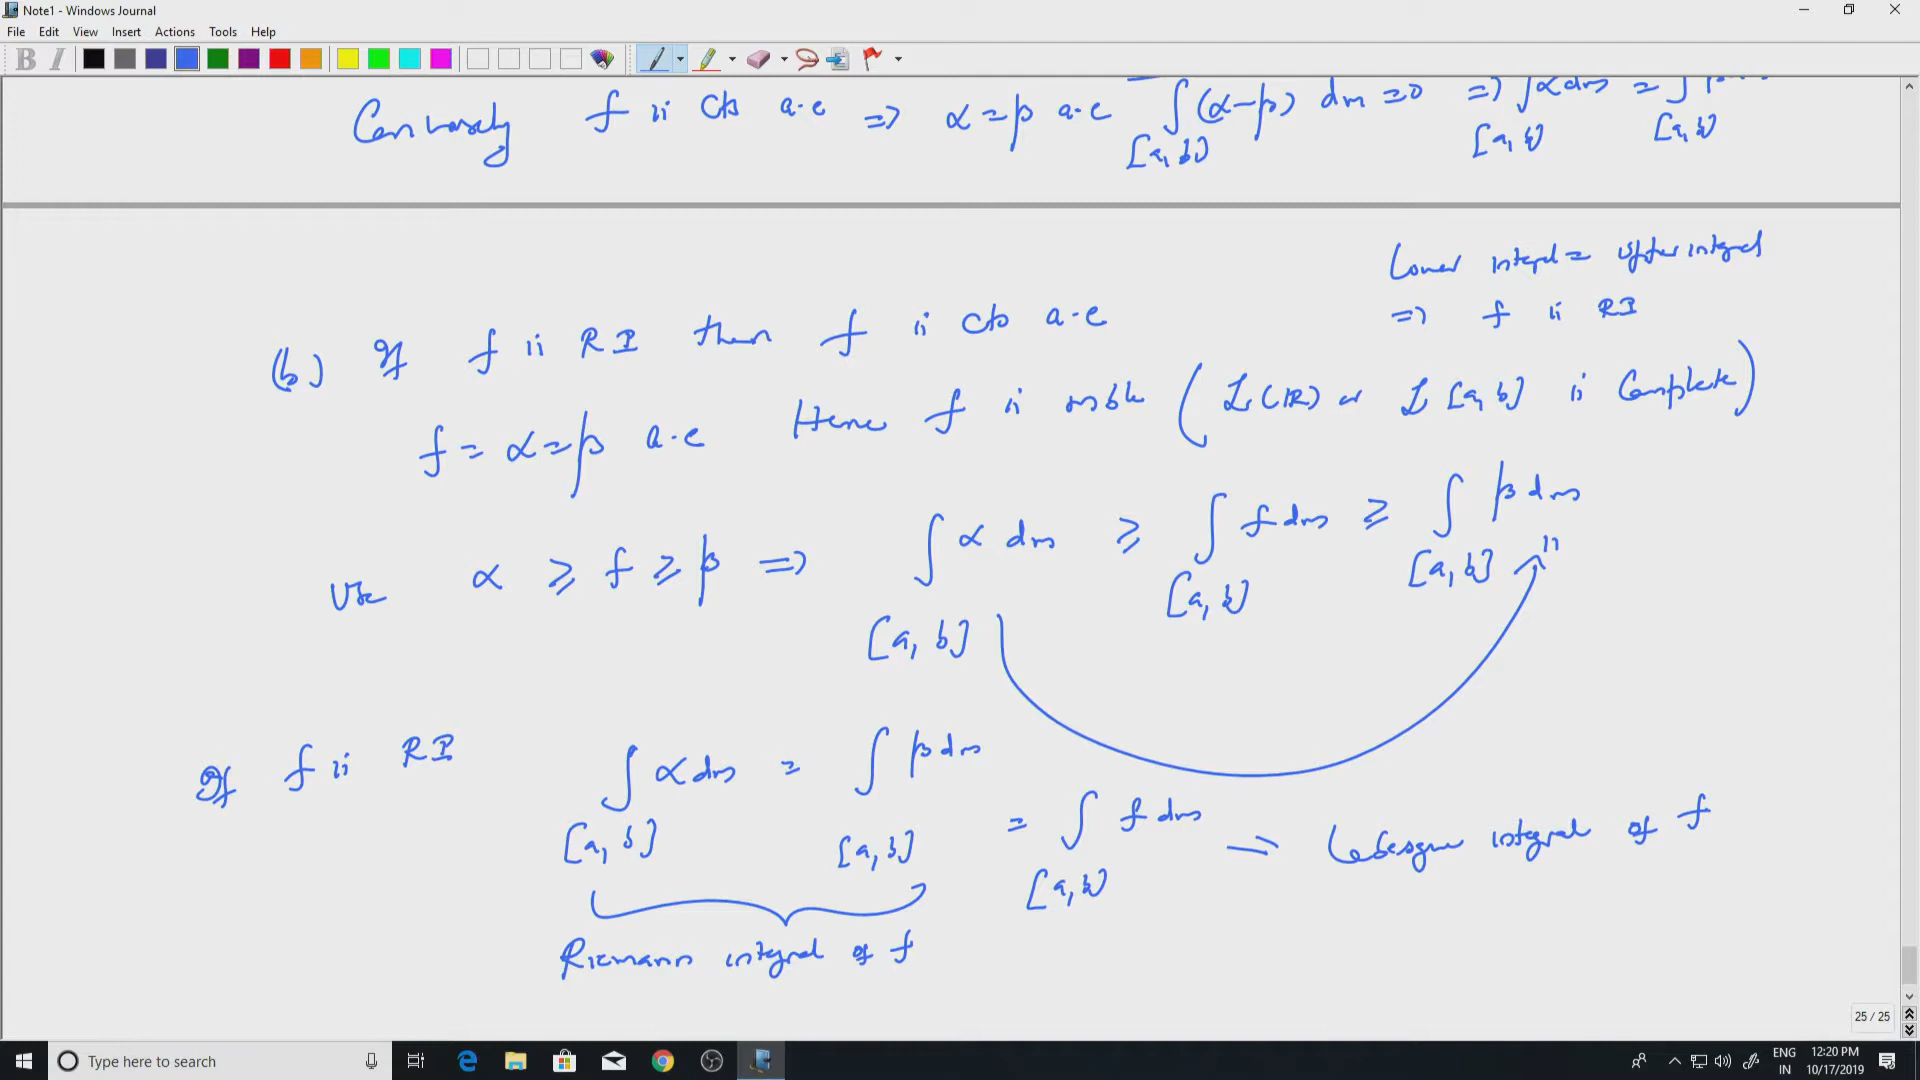 Note1 - Windows Journal
File Edit View Insert Actions Tools Help
Conversely f is cts a.e ⇒ α = β a.e ∫ (α-β) dm = 0 ⇒ ∫ α dm = ∫
[a, b] [a, b] [a, b]
Lower integral = Upper integral
⇒ f is RI
(b) If f is RI then f is cts a.e
f = α = β a.e Hence f is mble (L(IR) or L[a, b] is Complete)
Use α ≥ f ≥ β ⇒ ∫ α dm ≥ ∫ f dm ≥ ∫ β dm
[a, b] [a, b] [a, b]
If f is RI ∫ α dm = ∫ β dm = ∫ f dm = Lebesgue integral of f
[a, b] [a, b] [a, b]
Riemann integral of f
25 / 25
Type here to search
ENG
IN
12:20 PM
10/17/2019